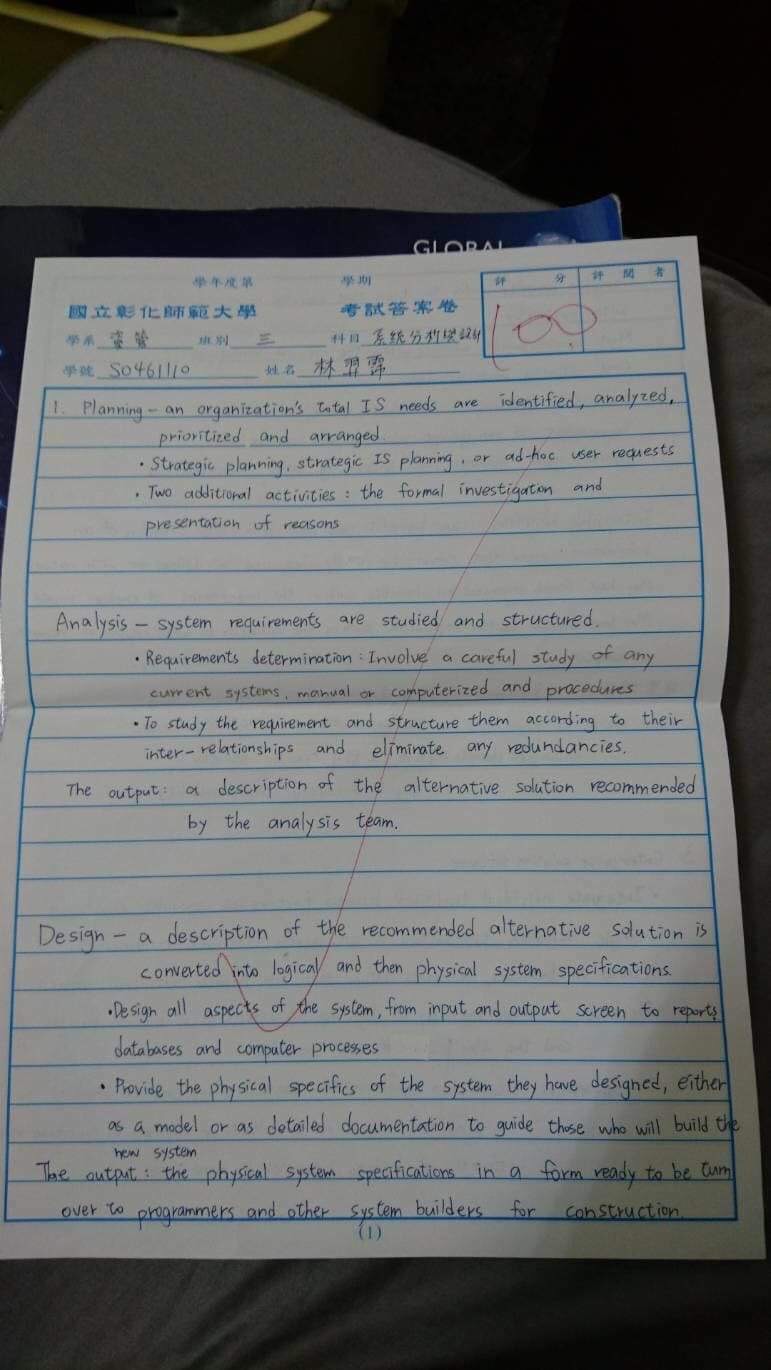 GLOBAL
學年度第 學期
國立彰化師範大學 考試答案卷
評分 評閱者
100
學系 資管 班別 三 科目 系統分析與設計
學號 S0461110 姓名 林羿霈
1. Planning – an organization's total IS needs are identified, analyzed,
prioritized and arranged.
• Strategic planning, strategic IS planning, or ad-hoc user requests
• Two additional activities : the formal investigation and
presentation of reasons
Analysis – system requirements are studied and structured.
• Requirements determination : Involve a careful study of any
current systems, manual or computerized and procedures
• To study the requirement and structure them according to their
inter-relationships and eliminate any redundancies.
The output : a description of the alternative solution recommended
by the analysis team.
Design – a description of the recommended alternative solution is
converted into logical and then physical system specifications.
• Design all aspects of the system, from input and output screen to reports,
databases and computer processes
• Provide the physical specifics of the system they have designed, either
as a model or as detailed documentation to guide those who will build the
new system
The output : the physical system specifications in a form ready to be turn
over to programmers and other system builders for construction.
(1)